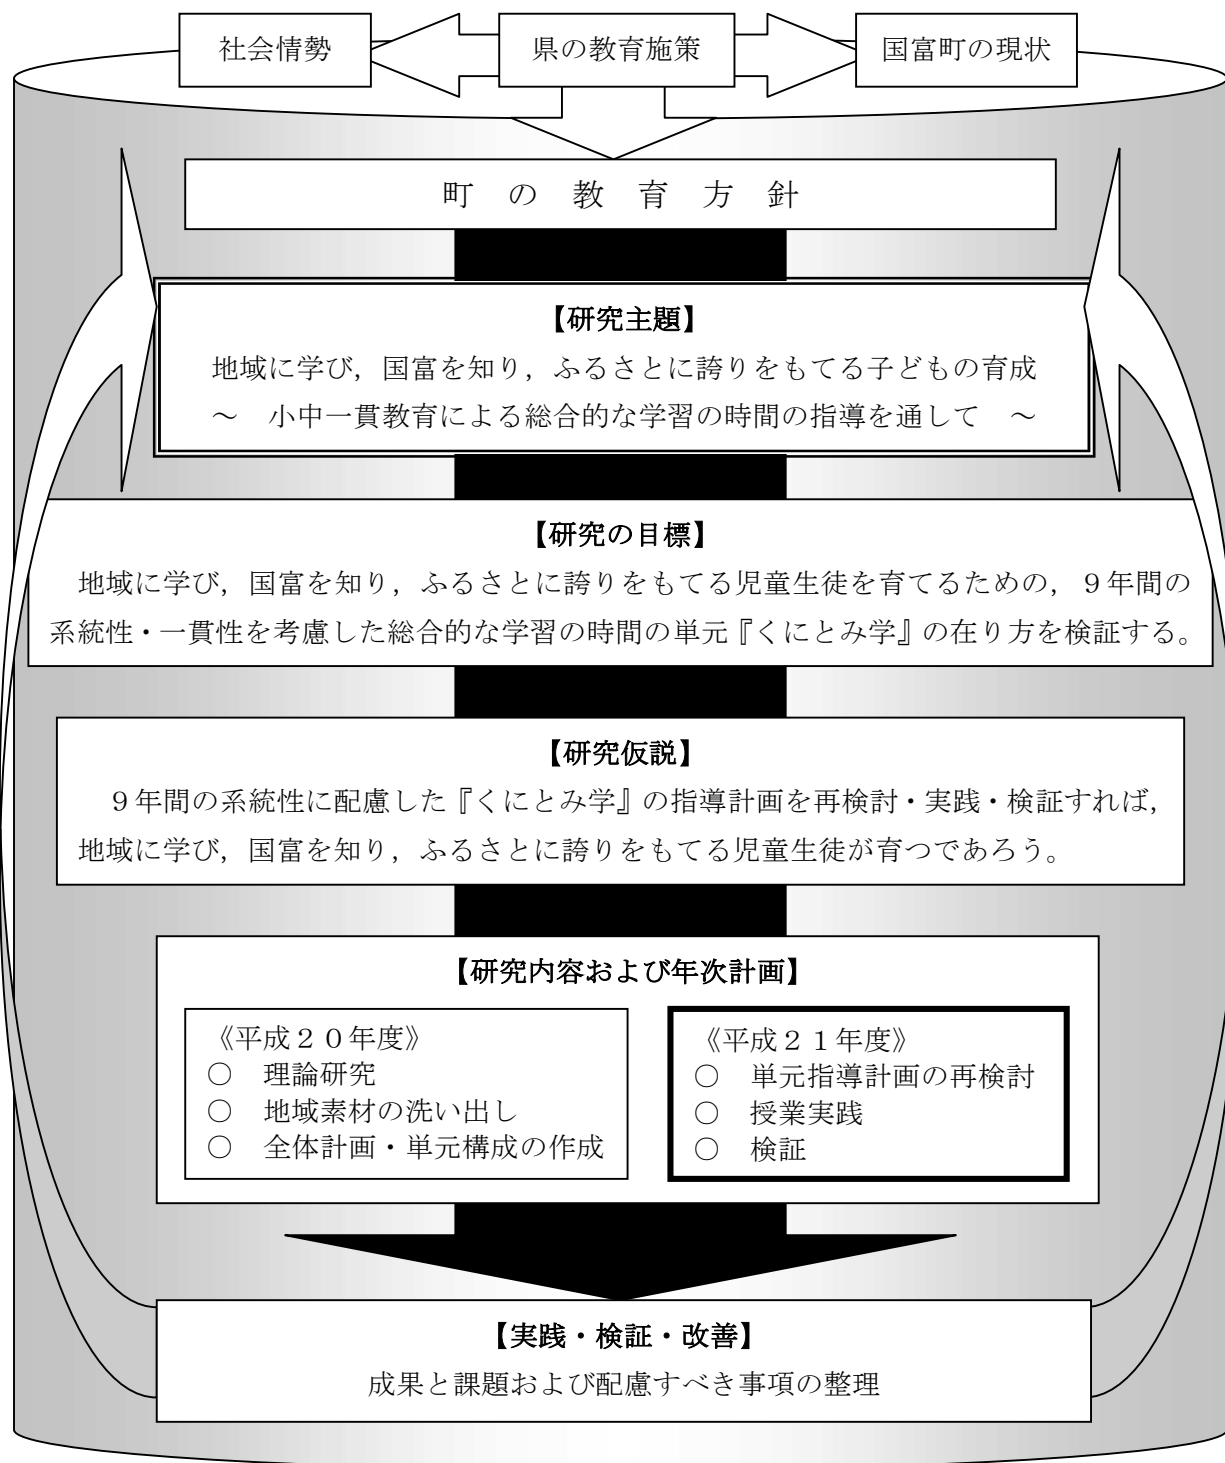 社会情勢
県の教育施策
国富町の現状
町の教育方針
【研究主題】
地域に学び，国富を知り，ふるさとに誇りをもてる子どもの育成
～　小中一貫教育による総合的な学習の時間の指導を通して　～
【研究の目標】
地域に学び，国富を知り，ふるさとに誇りをもてる児童生徒を育てるための，９年間の
系統性・一貫性を考慮した総合的な学習の時間の単元『くにとみ学』の在り方を検証する。
【研究仮説】
９年間の系統性に配慮した『くにとみ学』の指導計画を再検討・実践・検証すれば，
地域に学び，国富を知り，ふるさとに誇りをもてる児童生徒が育つであろう。
【研究内容および年次計画】
《平成２０年度》
○　理論研究
○　地域素材の洗い出し
○　全体計画・単元構成の作成
《平成２１年度》
○　単元指導計画の再検討
○　授業実践
○　検証
【実践・検証・改善】
成果と課題および配慮すべき事項の整理